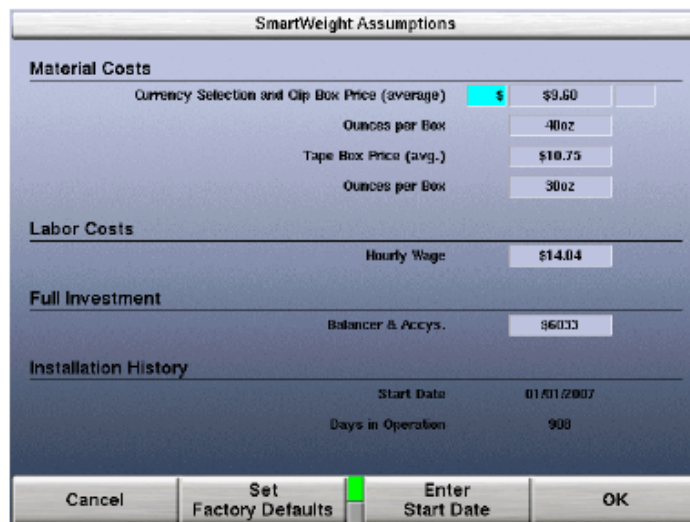 SmartWeight Assumptions
Material Costs
Currency Selection and Clip Box Price (average) $ $9.60
Ounces per Box 40oz
Tape Box Price (avg.) $10.75
Ounces per Box 30oz
Labor Costs
Hourly Wage $14.04
Full Investment
Balancer & Accys. $6033
Installation History
Start Date 01/01/2007
Days in Operation 908
Cancel
Set
Factory Defaults
Enter
Start Date
OK